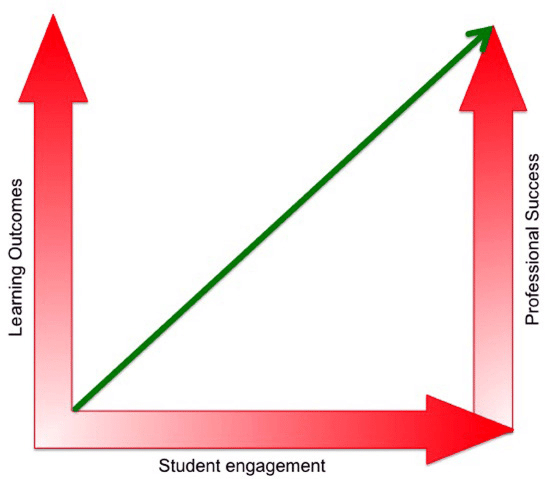 Learning Outcomes
Professional Success
Student engagement